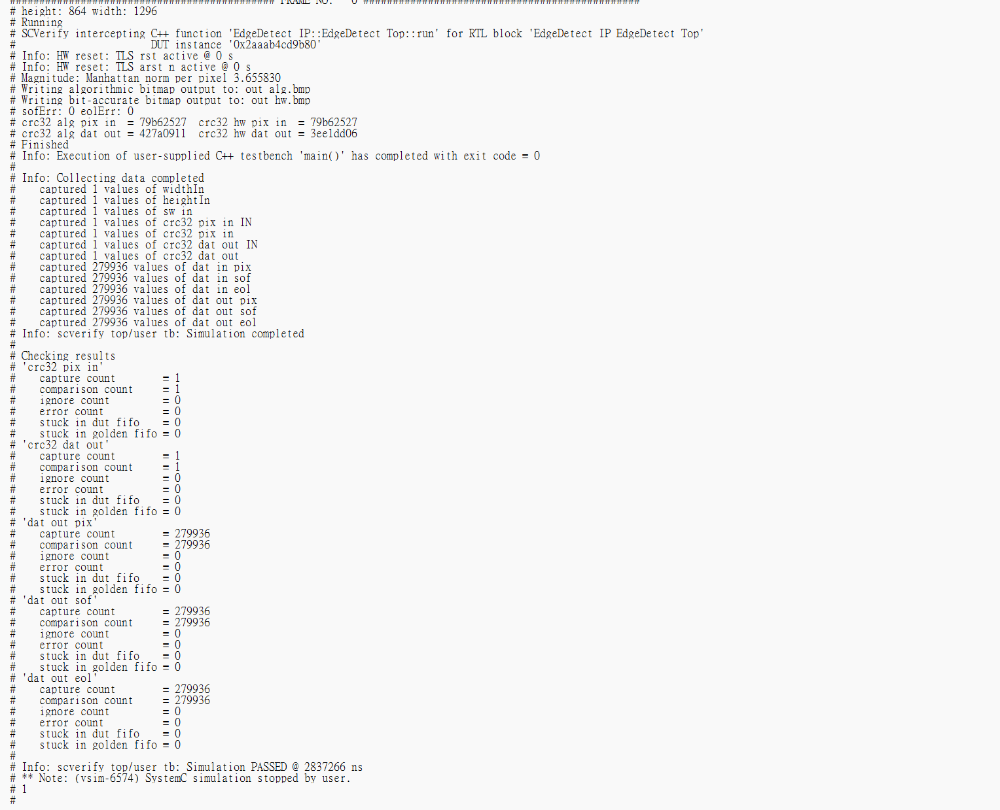 ########################################### FRAME NO.   0 ###############################################
# height: 864 width: 1296
# Running
# SCVerify intercepting C++ function 'EdgeDetect IP::EdgeDetect Top::run' for RTL block 'EdgeDetect IP EdgeDetect Top'
#                       DUT instance '0x2aaab4cd9b80'
# Info: HW reset: TLS rst active @ 0 s
# Info: HW reset: TLS arst n active @ 0 s
# Magnitude: Manhattan norm per pixel 3.655830
# Writing algorithmic bitmap output to: out alg.bmp
# Writing bit-accurate bitmap output to: out hw.bmp
# sofErr: 0 eolErr: 0
# crc32 alg pix in  = 79b62527  crc32 hw pix in  = 79b62527
# crc32 alg dat out = 427a0911  crc32 hw dat out = 3ee1dd06
# Finished
# Info: Execution of user-supplied C++ testbench 'main()' has completed with exit code = 0
#
# Info: Collecting data completed
#    captured 1 values of widthIn
#    captured 1 values of heightIn
#    captured 1 values of sw in
#    captured 1 values of crc32 pix in IN
#    captured 1 values of crc32 pix in
#    captured 1 values of crc32 dat out IN
#    captured 1 values of crc32 dat out
#    captured 279936 values of dat in pix
#    captured 279936 values of dat in sof
#    captured 279936 values of dat in eol
#    captured 279936 values of dat out pix
#    captured 279936 values of dat out sof
#    captured 279936 values of dat out eol
# Info: scverify top/user tb: Simulation completed
#
# Checking results
# 'crc32 pix in'
#    capture count        = 1
#    comparison count     = 1
#    ignore count         = 0
#    error count          = 0
#    stuck in dut fifo    = 0
#    stuck in golden fifo = 0
# 'crc32 dat out'
#    capture count        = 1
#    comparison count     = 1
#    ignore count         = 0
#    error count          = 0
#    stuck in dut fifo    = 0
#    stuck in golden fifo = 0
# 'dat out pix'
#    capture count        = 279936
#    comparison count     = 279936
#    ignore count         = 0
#    error count          = 0
#    stuck in dut fifo    = 0
#    stuck in golden fifo = 0
# 'dat out sof'
#    capture count        = 279936
#    comparison count     = 279936
#    ignore count         = 0
#    error count          = 0
#    stuck in dut fifo    = 0
#    stuck in golden fifo = 0
# 'dat out eol'
#    capture count        = 279936
#    comparison count     = 279936
#    ignore count         = 0
#    error count          = 0
#    stuck in dut fifo    = 0
#    stuck in golden fifo = 0
#
# Info: scverify top/user tb: Simulation PASSED @ 2837266 ns
# ** Note: (vsim-6574) SystemC simulation stopped by user.
# 1
#